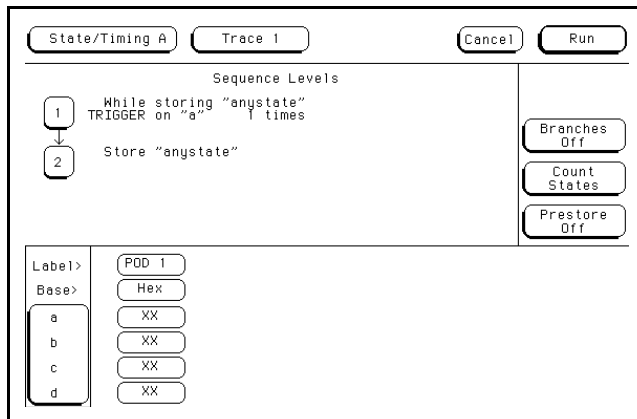 State/Timing A Trace 1 Cancel Run
Sequence Levels
1 While storing "anystate"
TRIGGER on "a" 1 times
2 Store "anystate"
Branches
Off
Count
States
Prestore
Off
Label> POD 1
Base> Hex
a XX
b XX
c XX
d XX